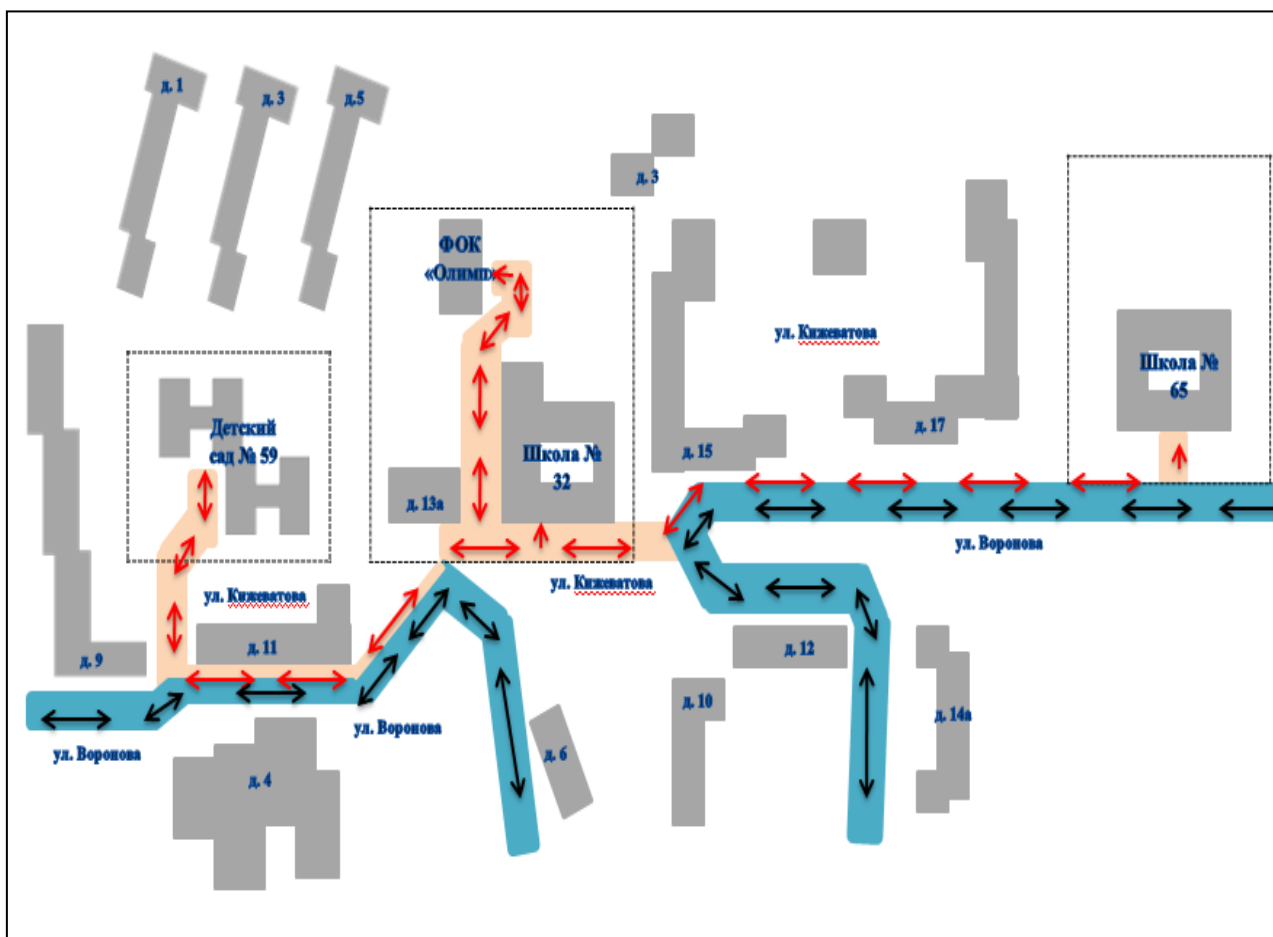 д. 1
д. 3
д.5
д. 3
ФОК
«Олимп»
ул. Кижеватова
Школа №
65
Детский
сад № 59
д. 17
д. 15
Школа №
32
д. 13а
ул. Воронова
ул. Кижеватова
ул. Кижеватова
д. 11
д. 12
д. 9
д. 10
д. 14а
ул. Воронова
ул. Воронова
д. 6
д. 4